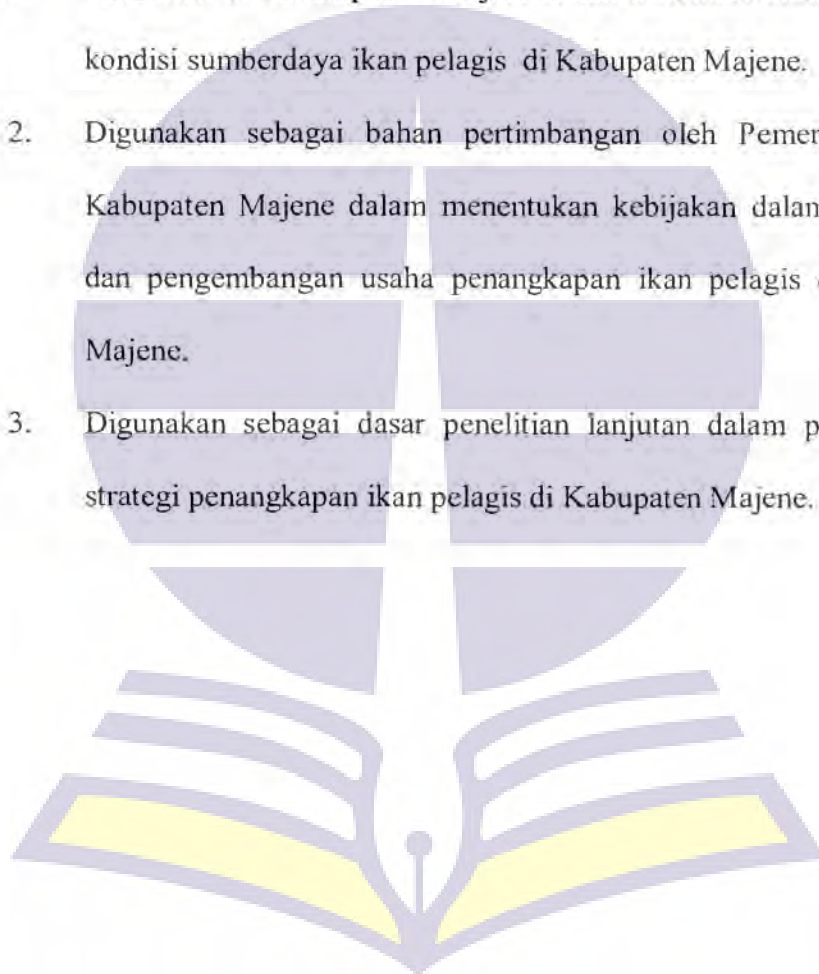 kondisi sumberdaya ikan pelagis di Kabupaten Majene.
2. Digunakan sebagai bahan pertimbangan oleh
Kabupaten Majene dalam menentukan kebijakan dalam
dan pengembangan usaha penangkapan ikan pelagis
Majene.
3. Digunakan sebagai dasar penelitian lanjutan dalam
strategi penangkapan ikan pelagis di Kabupaten Majene.